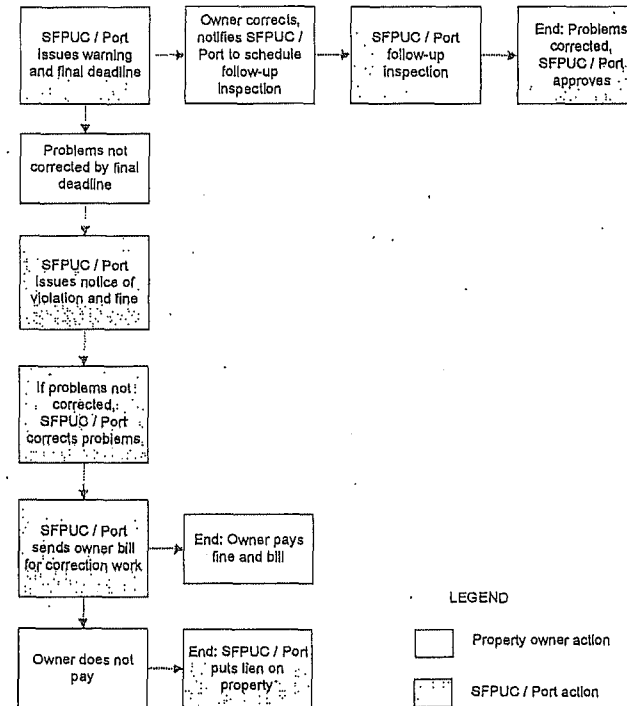 SFPUC / Port
issues warning
and final deadline
Owner corrects,
notifies SFPUC /
Port to schedule
follow-up
inspection
SFPUC / Port
follow-up
inspection
End: Problems
corrected,
SFPUC / Port
approves
Problems not
corrected by final
deadline
SFPUC / Port
issues notice of
violation and fine
If problems not
corrected,
SFPUC / Port
corrects problems
SFPUC / Port
sends owner bill
for correction work
End: Owner pays
fine and bill
Owner does not
pay
End: SFPUC / Port
puts lien on
property
LEGEND
Property owner action
SFPUC / Port action